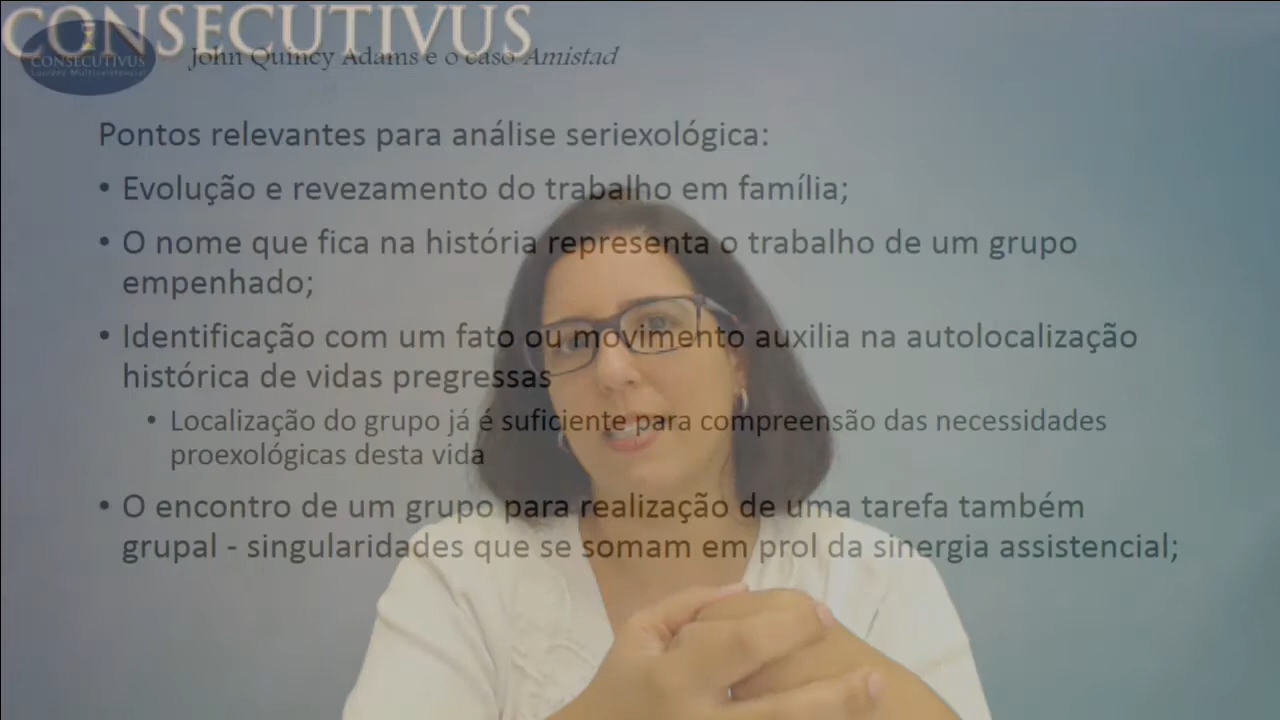 CONSECUTIVUS
CONSECUTIVUS
John Quincy Adams e o caso Amistad
Pontos relevantes para análise seriexológica:
• Evolução e revezamento do trabalho em família;
• O nome que fica na história representa o trabalho de um grupo
empenhado;
• Identificação com um fato ou movimento auxilia na autolocalização
histórica de vidas pregressas
• Localização do grupo já é suficiente para compreensão das necessidades
proexológicas desta vida
• O encontro de um grupo para realização de uma tarefa também
grupal - singularidades que se somam em prol da sinergia assistencial;